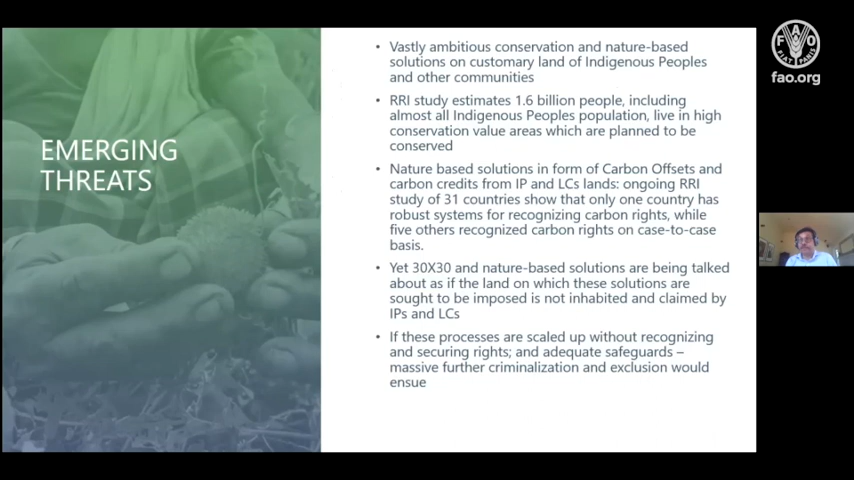 EMERGING
THREATS
• Vastly ambitious conservation and nature-based
solutions on customary land of Indigenous Peoples
and other communities
• RRI study estimates 1.6 billion people, including
almost all Indigenous Peoples population, live in high
conservation value areas which are planned to be
conserved
• Nature based solutions in form of Carbon Offsets and
carbon credits from IP and LCs lands: ongoing RRI
study of 31 countries show that only one country has
robust systems for recognizing carbon rights, while
five others recognized carbon rights on case-to-case
basis.
• Yet 30X30 and nature-based solutions are being talked
about as if the land on which these solutions are
sought to be imposed is not inhabited and claimed by
IPs and LCs
• If these processes are scaled up without recognizing
and securing rights; and adequate safeguards –
massive further criminalization and exclusion would
ensue
FAO
FIAT PANIS
fao.org